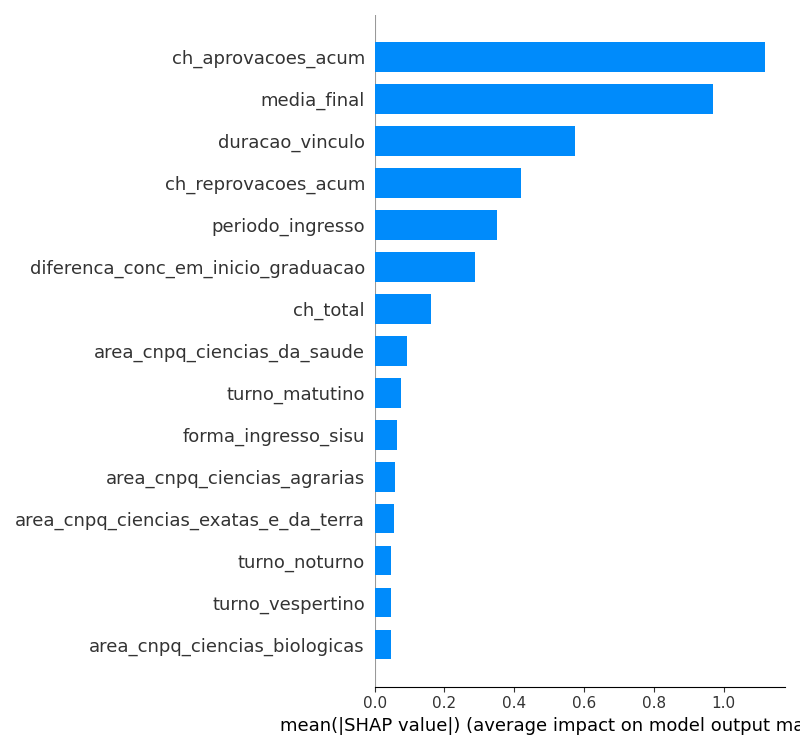 ch_aprovacoes_acum
media_final
duracao_vinculo
ch_reprovacoes_acum
periodo_ingresso
diferenca_conc_em_inicio_graduacao
ch_total
area_cnpq_ciencias_da_saude
turno_matutino
forma_ingresso_sisu
area_cnpq_ciencias_agrarias
area_cnpq_ciencias_exatas_e_da_terra
turno_noturno
turno_vespertino
area_cnpq_ciencias_biologicas
0.0 0.2 0.4 0.6 0.8 1.0
mean(|SHAP value|) (average impact on model output ma